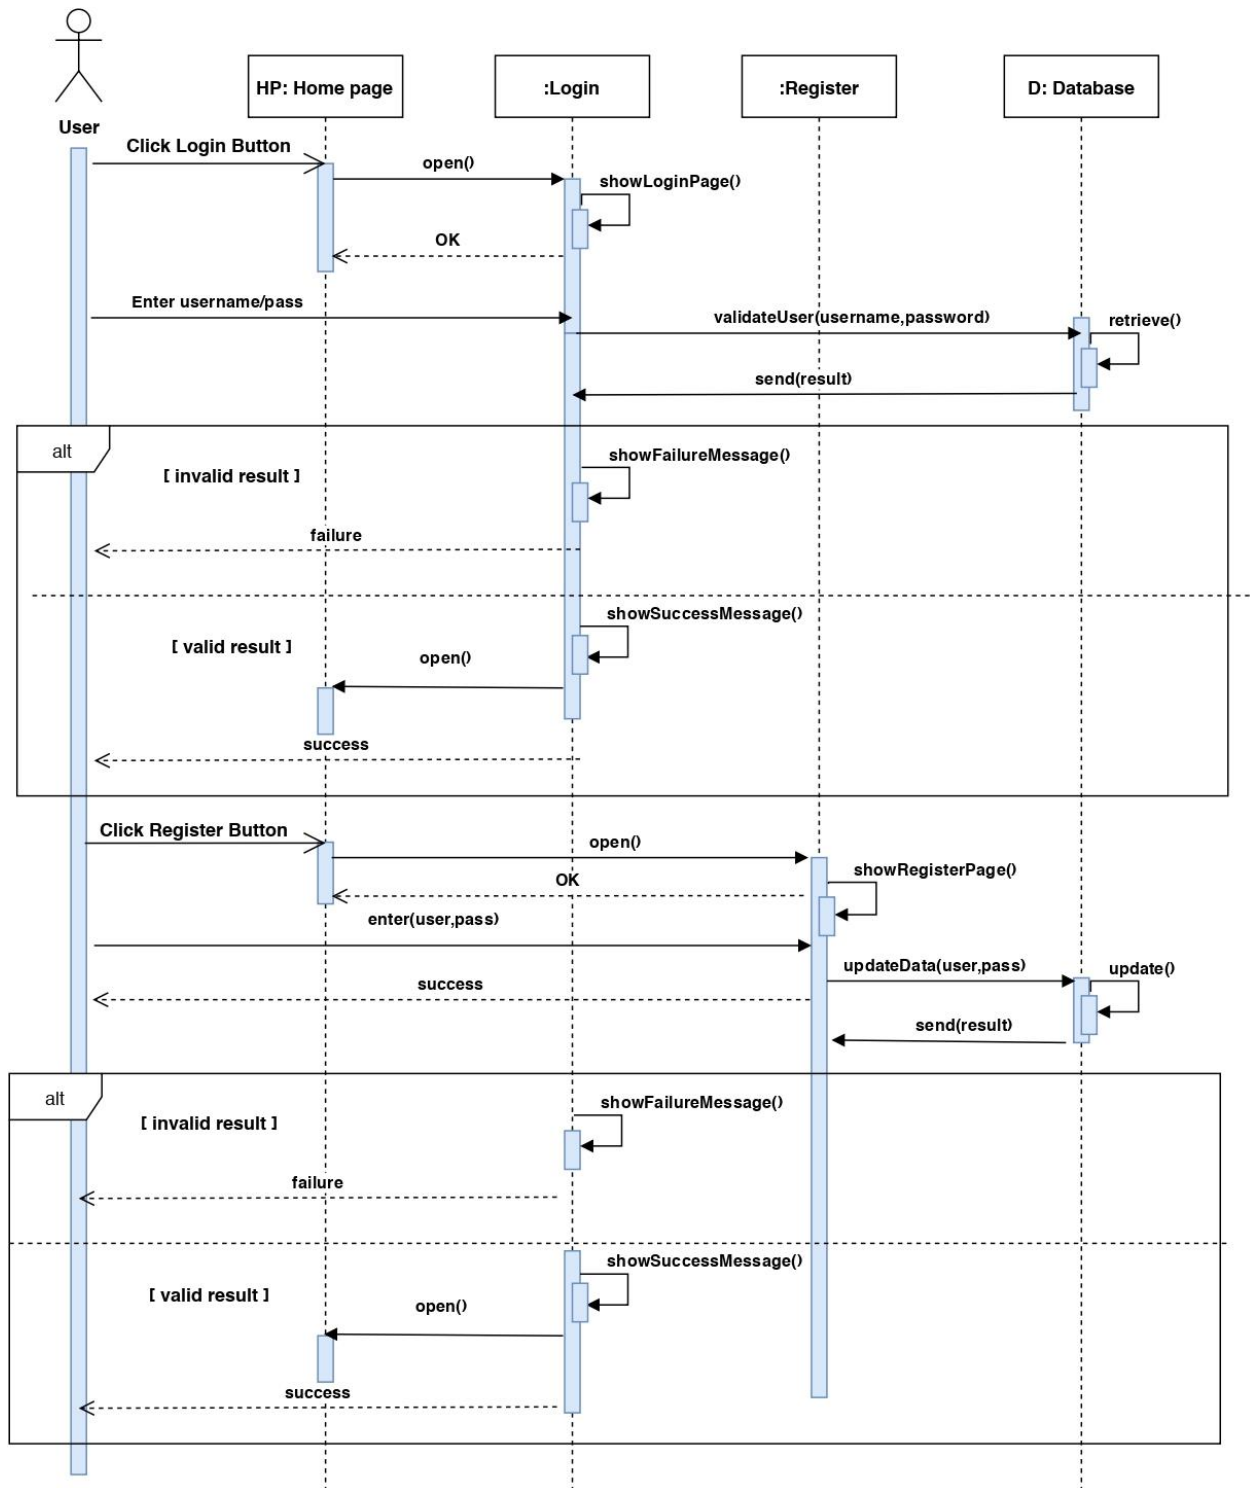 User
HP: Home page
:Login
:Register
D: Database
Click Login Button
open()
showLoginPage()
OK
Enter username/pass
validateUser(username,password)
retrieve()
send(result)
alt
[ invalid result ]
showFailureMessage()
failure
showSuccessMessage()
[ valid result ]
open()
success
Click Register Button
open()
showRegisterPage()
OK
enter(user,pass)
updateData(user,pass)
update()
success
send(result)
alt
[ invalid result ]
showFailureMessage()
failure
showSuccessMessage()
[ valid result ]
open()
success